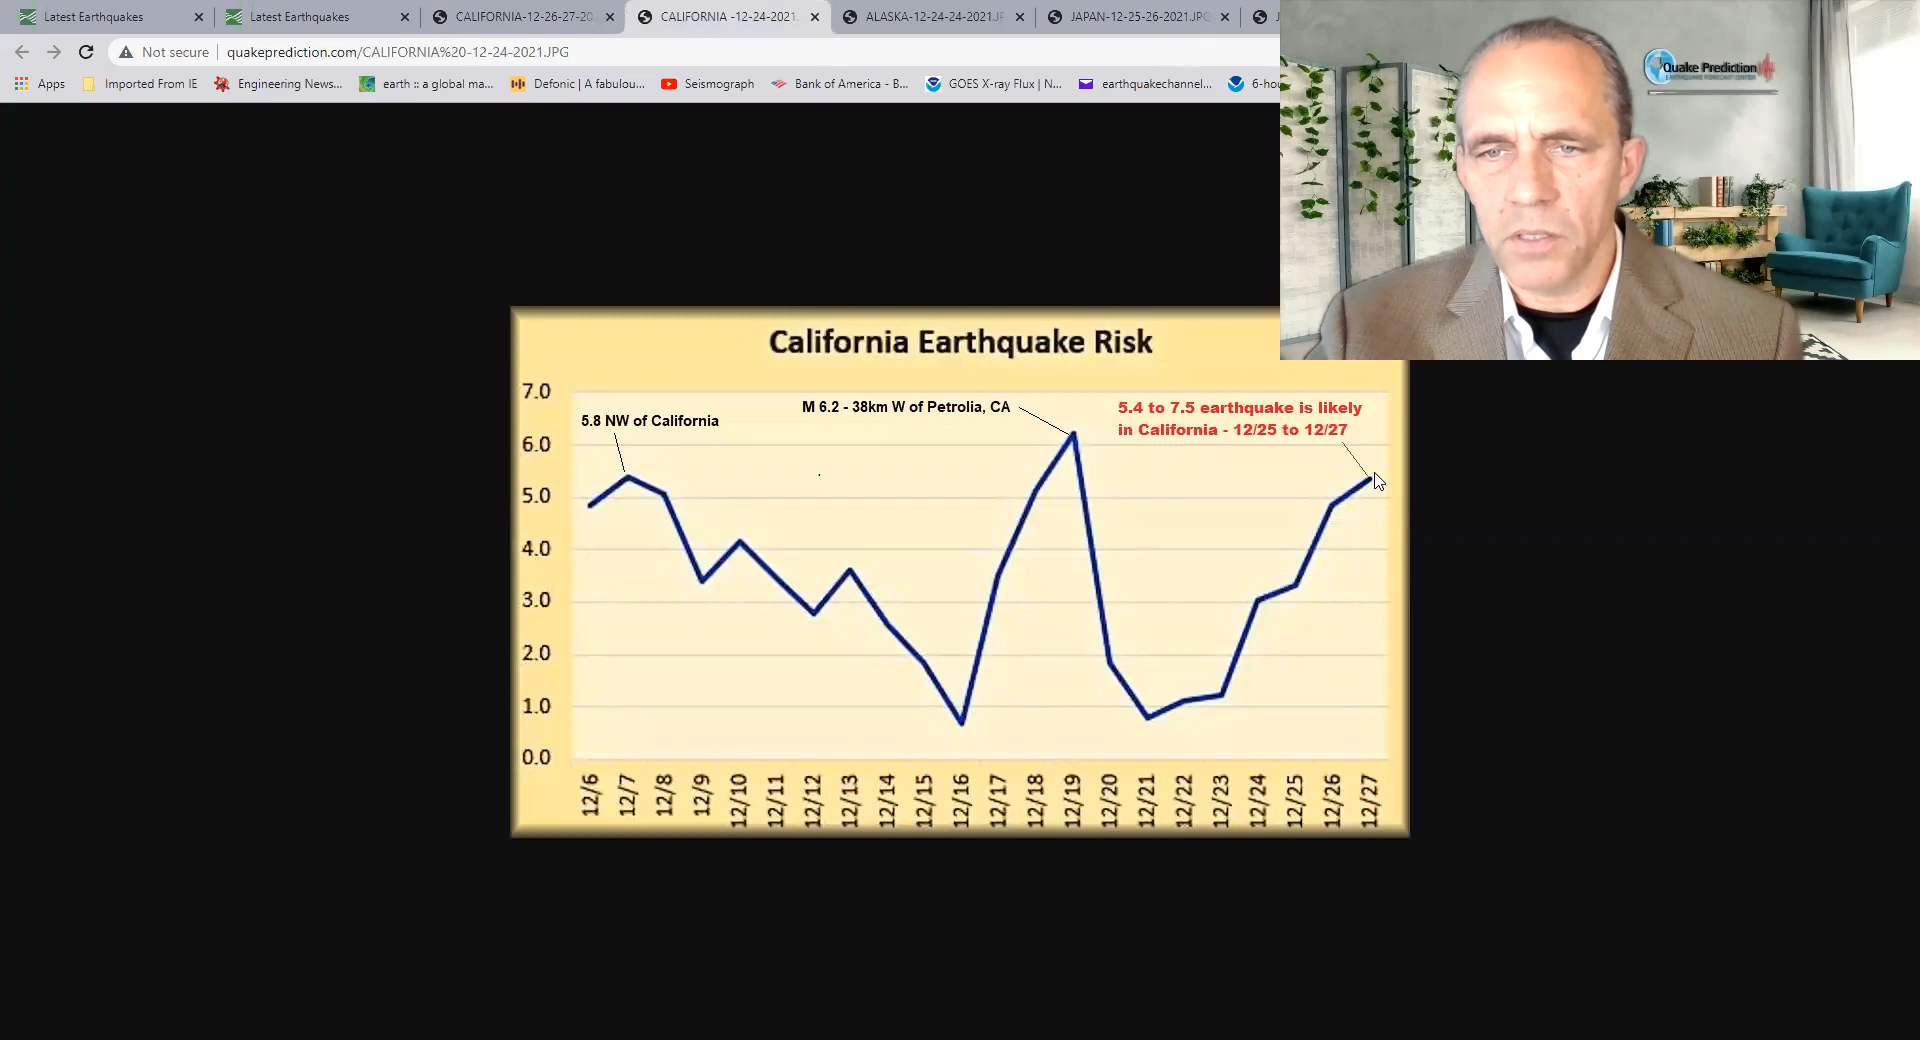 Latest Earthquakes
Latest Earthquakes
CALIFORNIA-12-26-27-20
CALIFORNIA -12-24-2021.
ALASKA-12-24-24-2021.JF
JAPAN-12-25-26-2021.JPG
Not secure
quakeprediction.com/CALIFORNIA%20-12-24-2021.JPG
Apps
Imported From IE
Engineering News...
earth :: a global ma...
Defonic | A fabulou...
Seismograph
Bank of America - B...
GOES X-ray Flux | N...
earthquakechannel...
6-hou
Quake Prediction
EARTHQUAKE FORECAST CENTER
California Earthquake Risk
7.0
6.0
5.0
4.0
3.0
2.0
1.0
0.0
5.8 NW of California
M 6.2 - 38km W of Petrolia, CA
5.4 to 7.5 earthquake is likely
in California - 12/25 to 12/27
12/6
12/7
12/8
12/9
12/10
12/11
12/12
12/13
12/14
12/15
12/16
12/17
12/18
12/19
12/20
12/21
12/22
12/23
12/24
12/25
12/26
12/27